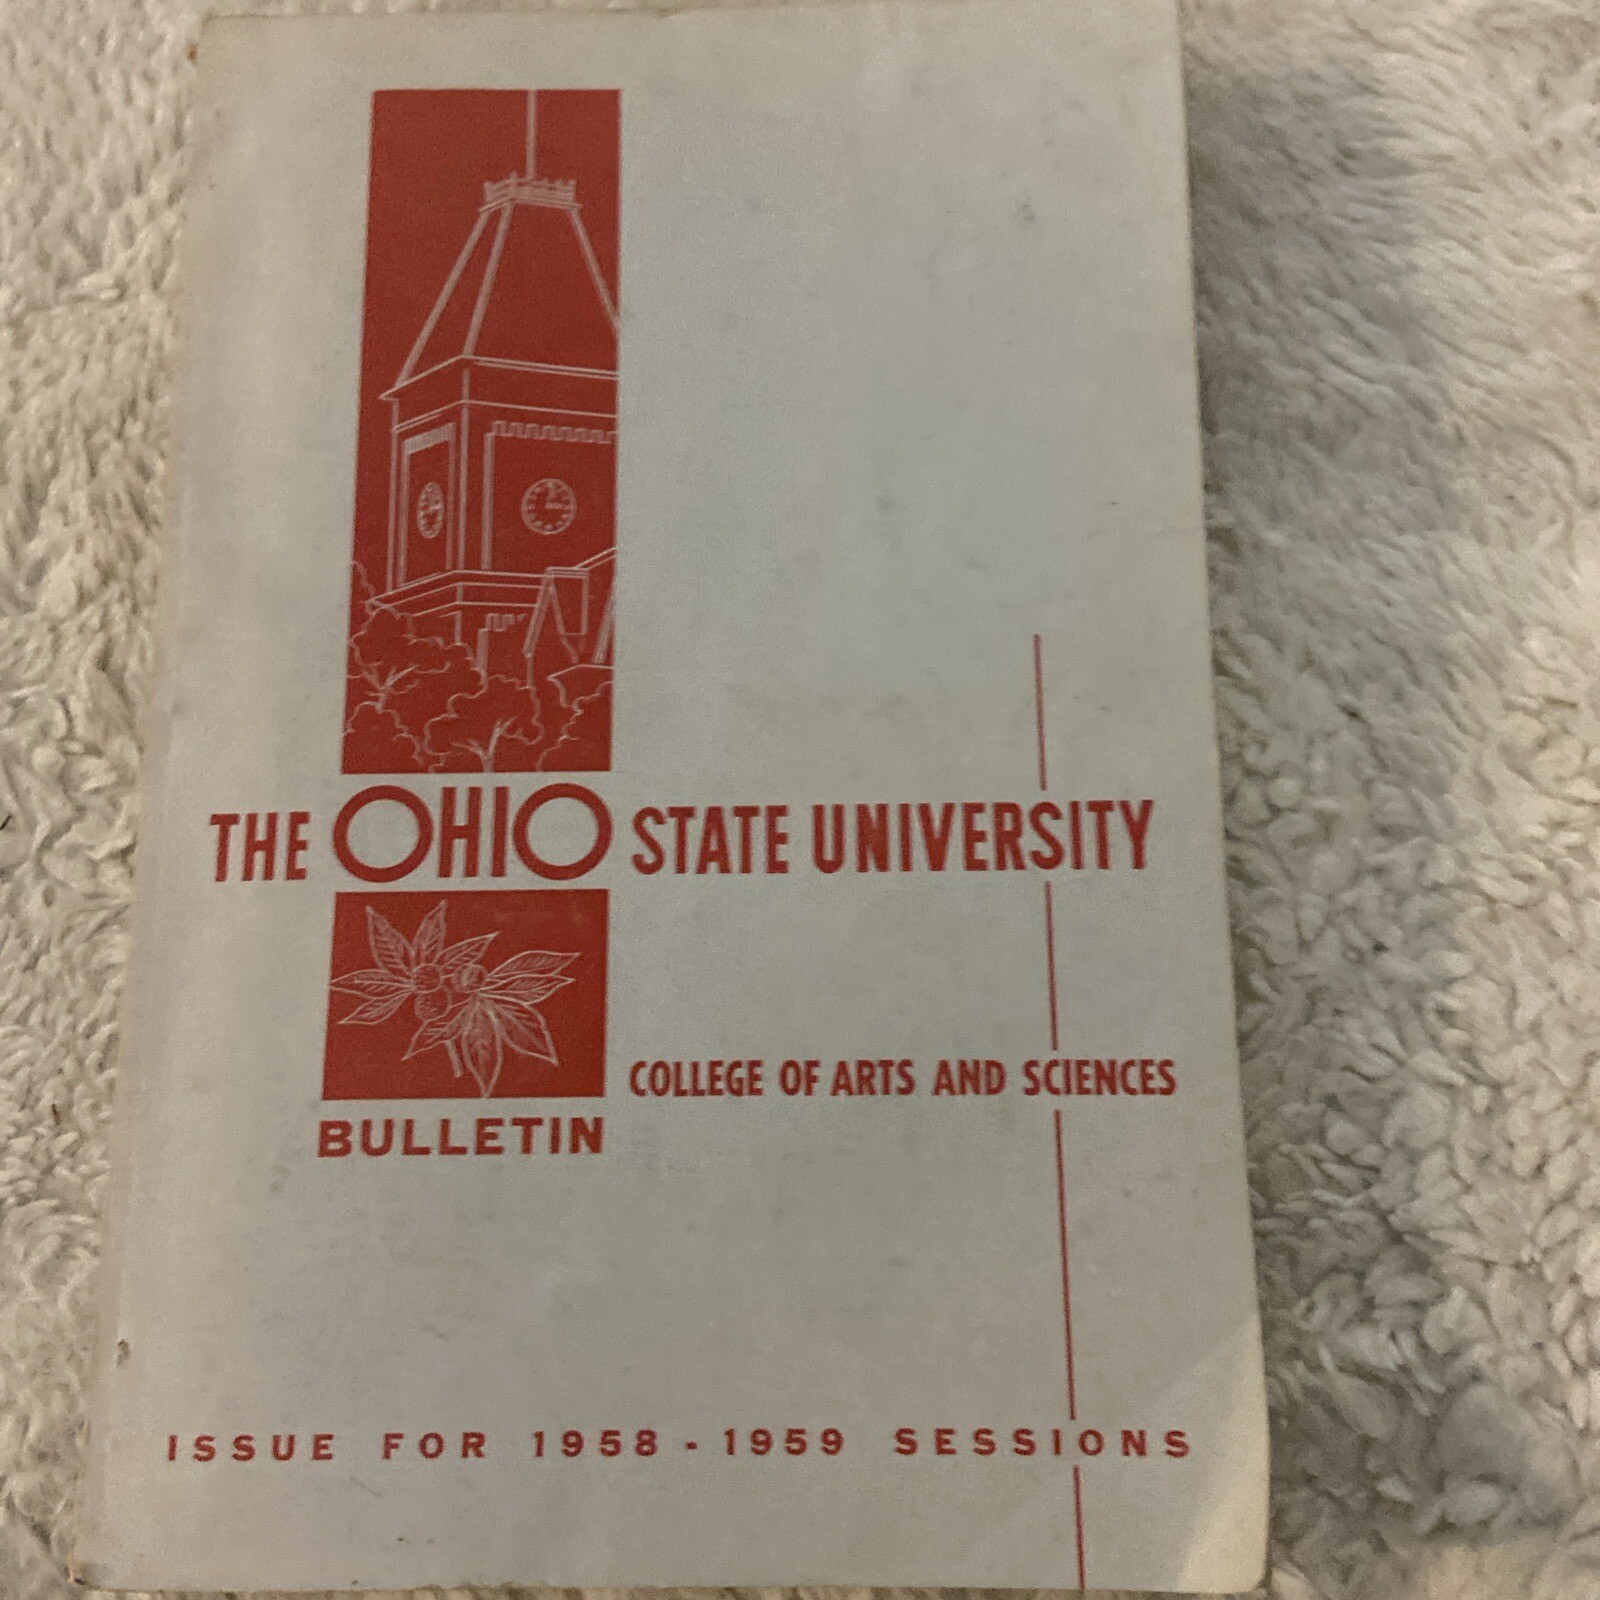 THE OHIO STATE UNIVERSITY
COLLEGE OF ARTS AND SCIENCES
BULLETIN
ISSUE FOR 1958 - 1959 SESSIONS